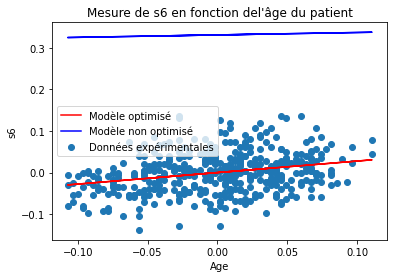 Mesure de s6 en fonction del'âge du patient
s6
0.3
0.2
0.1
0.0
−0.1
Modèle optimisé
Modèle non optimisé
Données expérimentales
−0.10
−0.05
0.00
0.05
0.10
Age